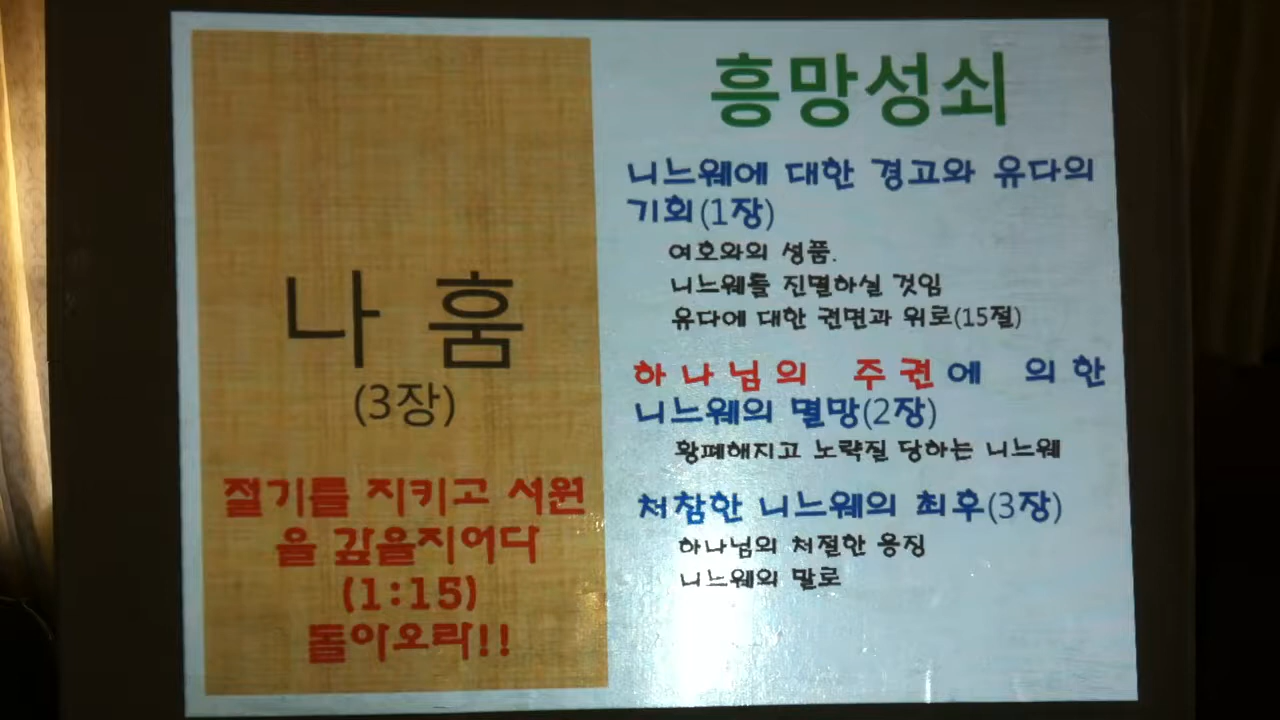 나 훔
(3장)
절기를 지키고 서원
을 갚을지어다
(1:15)
돌아오라!!
흥망성쇠
니느웨에 대한 경고와 유다의
기회(1장)
여호와의 성품.
니느웨를 진멸하실 것임
유다에 대한 권면과 위로(15절)
하나님의 주권에 의한
니느웨의 멸망(2장)
황폐해지고 노략질 당하는 니느웨
처참한 니느웨의 최후(3장)
하나님의 처절한 응징
니느웨의 말로